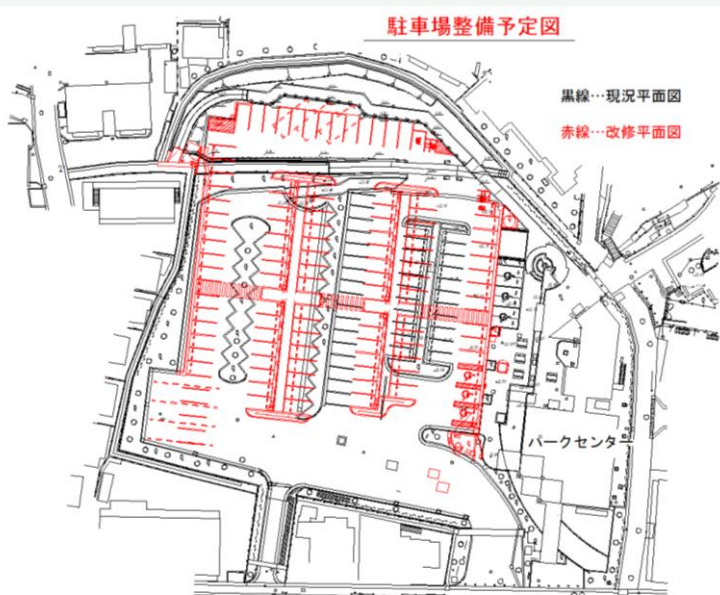 駐車場整備予定図
黒線…現況平面図
赤線…改修平面図
パークセンター